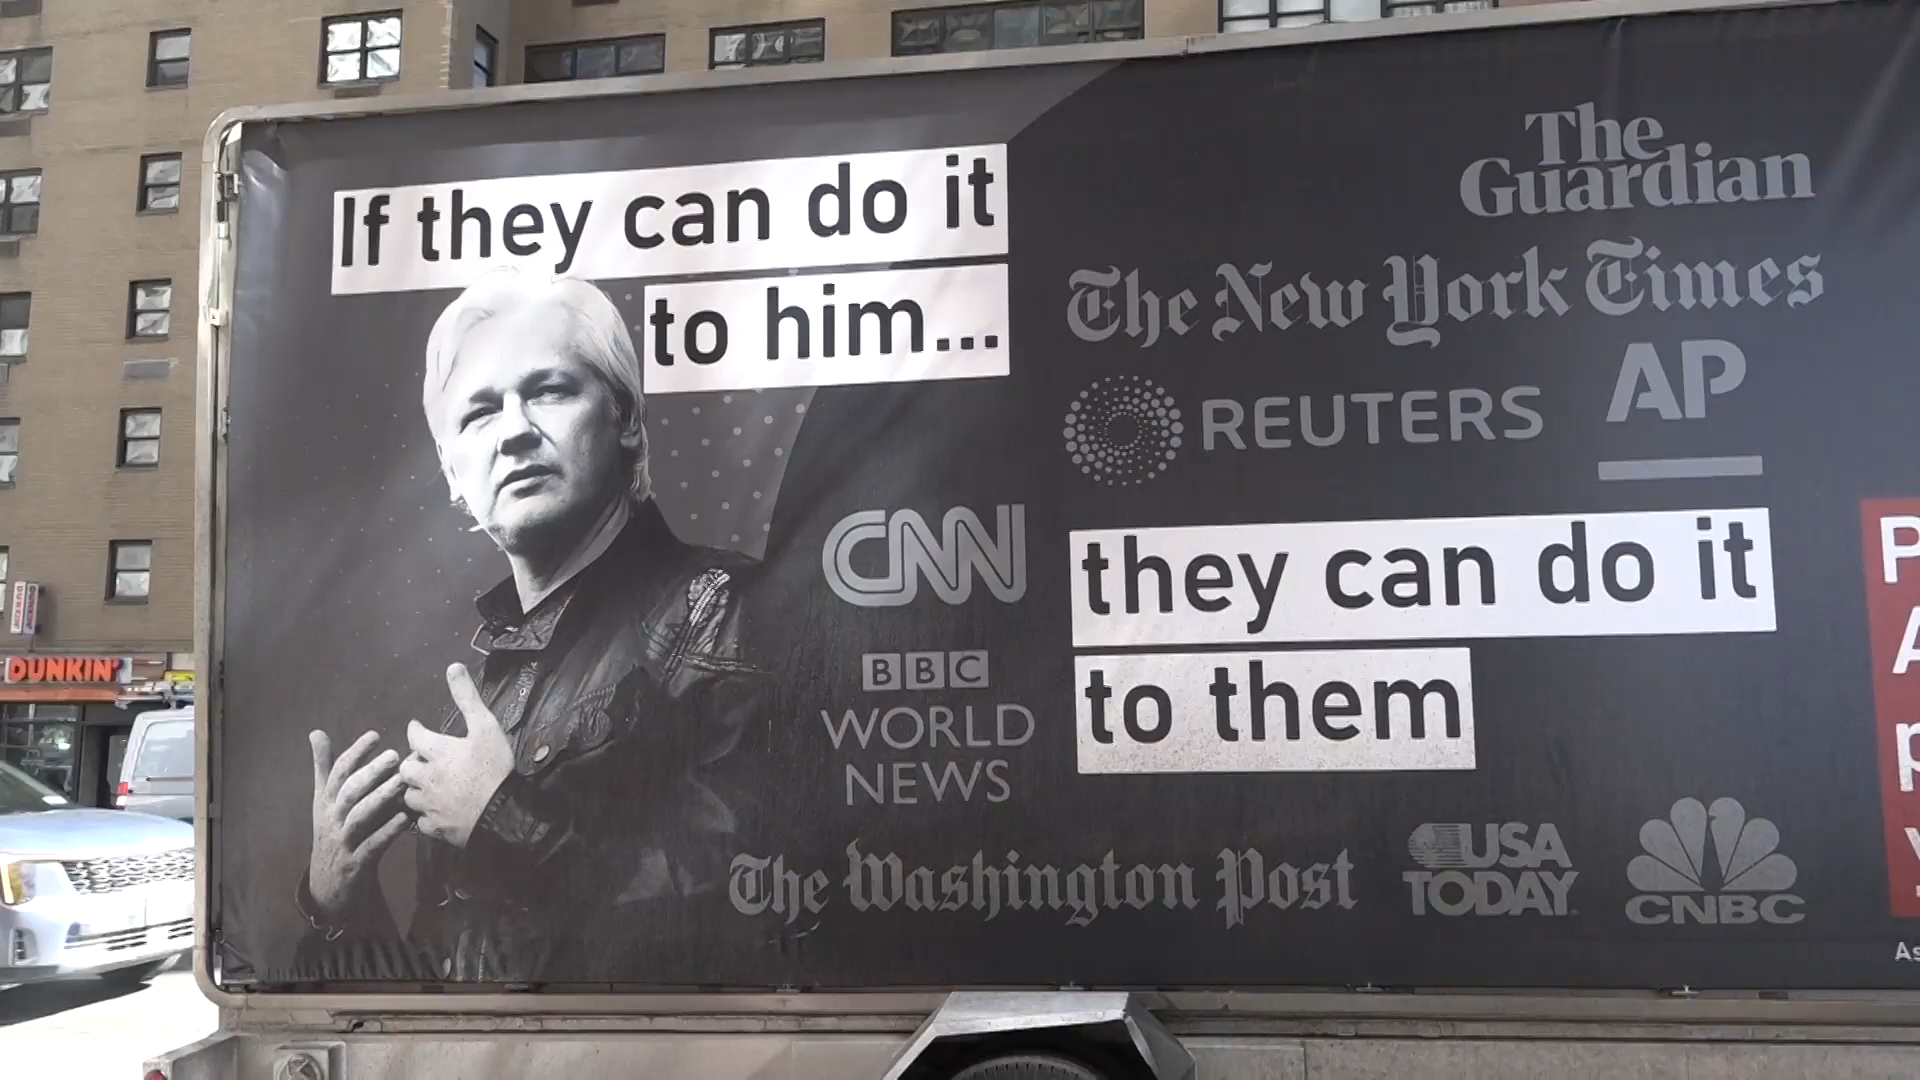 If they can do it
to him...
The
Guardian
The New York Times
REUTERS
AP
CNN
they can do it
to them
BBC
WORLD
NEWS
The Washington Post
USA
TODAY
CNBC
DUNKIN'
P
A
p
As